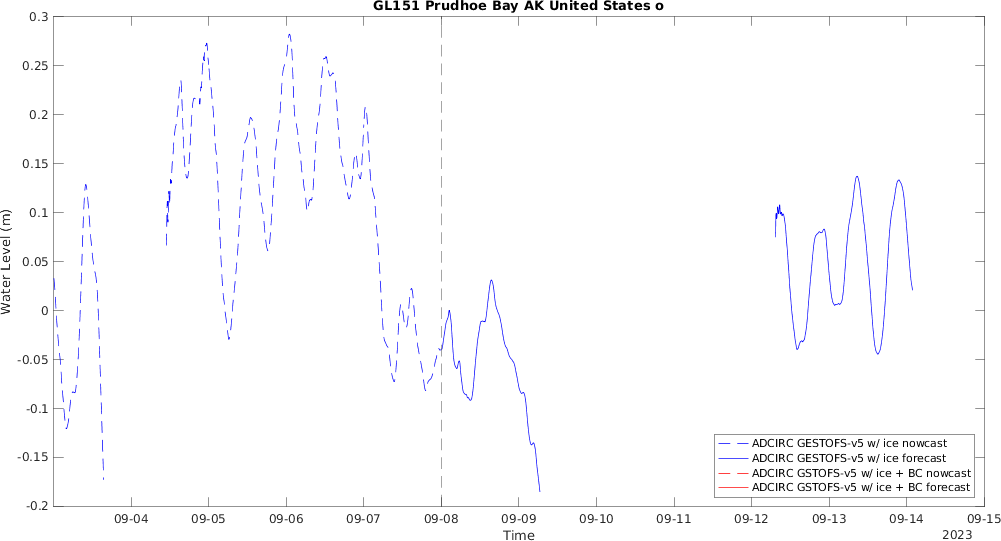 GL151 Prudhoe Bay AK United States o
0.3
0.25
0.2
0.15
0.1
0.05
0
-0.05
-0.1
-0.15
-0.2
Water Level (m)
ADCIRC GESTOFS-v5 w/ ice nowcast
ADCIRC GESTOFS-v5 w/ ice forecast
ADCIRC GSTOFS-v5 w/ ice + BC nowcast
ADCIRC GSTOFS-v5 w/ ice + BC forecast
09-04 09-05 09-06 09-07 09-08 09-09 09-10 09-11 09-12 09-13 09-14 09-15
Time
2023